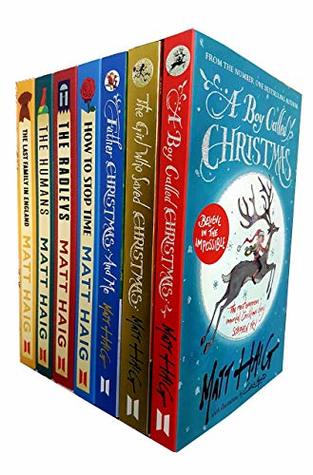 THE LAST FAMILY IN ENGLAND MATT HAIG
THE HUMANS MATT HAIG
THE RADLEYS MATT HAIG
HOW TO STOP TIME MATT HAIG
Father CHRISTMAS And Me MATT HAIG
The Girl Who Saved CHRISTMAS MATT HAIG
A Boy Called CHRISTMAS MATT HAIG
FROM THE NUMBER ONE BESTSELLING AUTHOR
A Boy Called
CHRISTMAS
BELIEVE
IN THE
IMPOSSIBLE
MATT HAIG